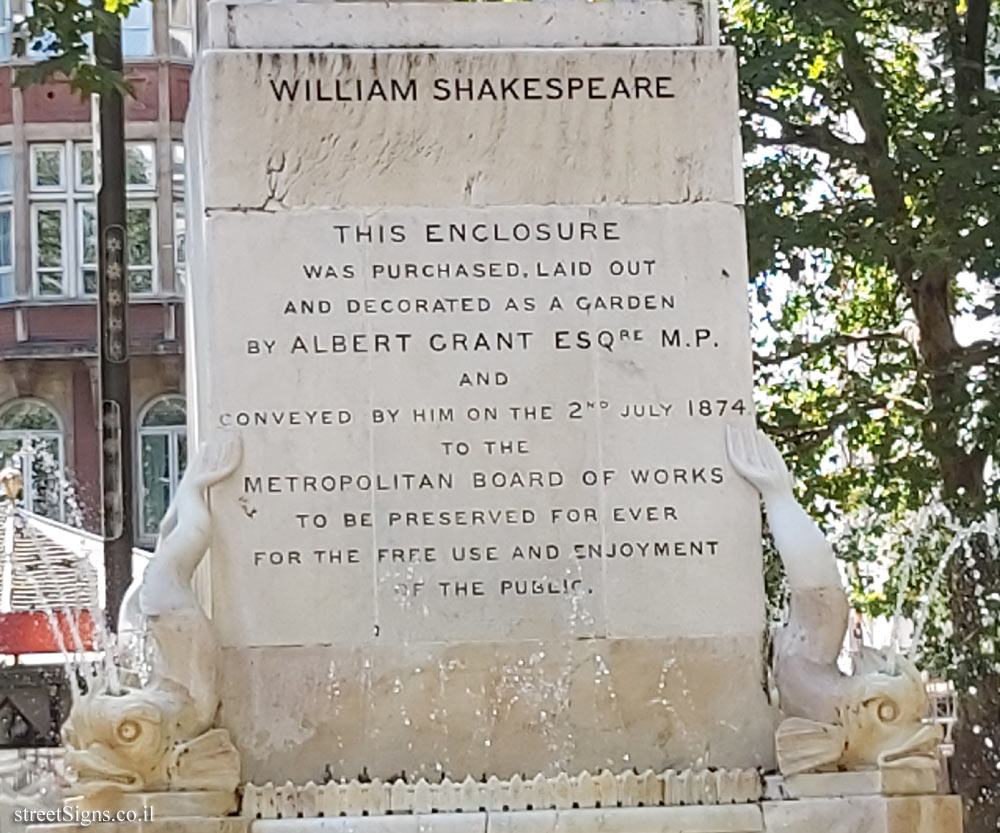 WILLIAM SHAKESPEARE
THIS ENCLOSURE
WAS PURCHASED, LAID OUT
AND DECORATED AS A GARDEN
BY ALBERT GRANT ESQRE M.P.
AND
CONVEYED BY HIM ON THE 2ND JULY 1874.
TO THE
METROPOLITAN BOARD OF WORKS
TO BE PRESERVED FOR EVER
FOR THE FREE USE AND ENJOYMENT
OF THE PUBLIC.
streetSigns.co.il